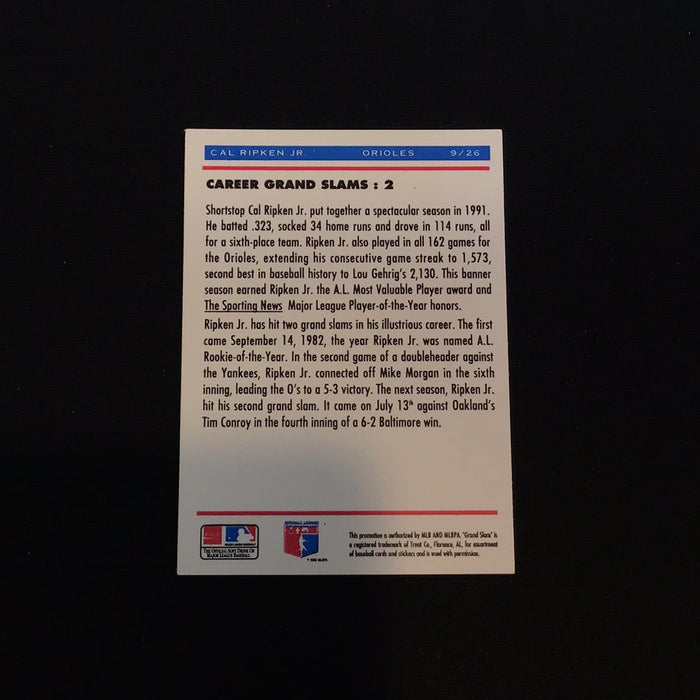 CAL RIPKEN JR. ORIOLES 9/26
CAREER GRAND SLAMS : 2
Shortstop Cal Ripken Jr. put together a spectacular season in 1991.
He batted .323, socked 34 home runs and drove in 114 runs, all
for a sixth-place team. Ripken Jr. also played in all 162 games for
the Orioles, extending his consecutive game streak to 1,573,
second best in baseball history to Lou Gehrig's 2,130. This banner
season earned Ripken Jr. the A.L. Most Valuable Player award and
The Sporting News Major League Player-of-the-Year honors.
Ripken Jr. has hit two grand slams in his illustrious career. The first
came September 14, 1982, the year Ripken Jr. was named A.L.
Rookie-of-the-Year. In the second game of a doubleheader against
the Yankees, Ripken Jr. connected off Mike Morgan in the sixth
inning, leading the O's to a 5-3 victory. The next season, Ripken Jr.
hit his second grand slam. It came on July 13th against Oakland's
Tim Conroy in the fourth inning of a 6-2 Baltimore win.
THE OFFICIAL SOFT DRINK OF
MAJOR LEAGUE BASEBALL
This promotion is authorized by MLB AND MLBPA. "Grand Slam" is
a registered trademark of Trent Co., Florence, AL, for assortment
of baseball cards and stickers and is used with permission.